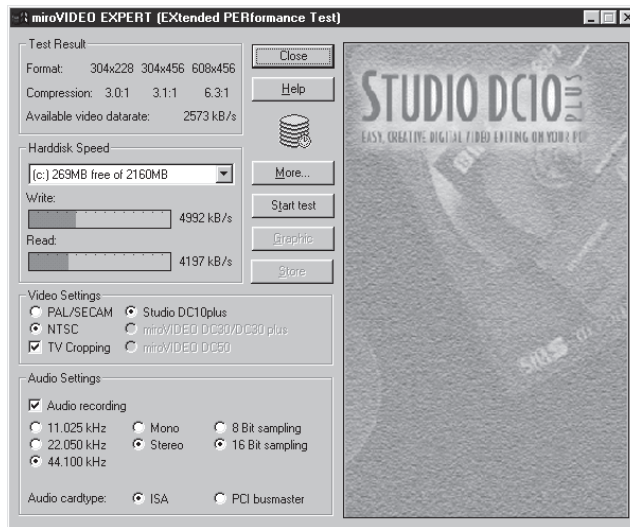 miroVIDEO EXPERT (EXtended PERformance Test)
Test Result
Format: 304x228 304x456 608x456
Compression: 3.0:1 3.1:1 6.3:1
Available video datarate: 2573 kB/s
Harddisk Speed
(c:) 269MB free of 2160MB
Write:
4992 kB/s
Read:
4197 kB/s
Close
Help
More...
Start test
Graphic
Store
Video Settings
PAL/SECAM Studio DC10plus
NTSC miroVIDEO DC30/DC30 plus
TV Cropping miroVIDEO DC50
Audio Settings
Audio recording
11.025 kHz Mono 8 Bit sampling
22.050 kHz Stereo 16 Bit sampling
44.100 kHz
Audio cardtype: ISA PCI busmaster
STUDIO DC10 PLUS
EASY, CREATIVE DIGITAL VIDEO EDITING ON YOUR